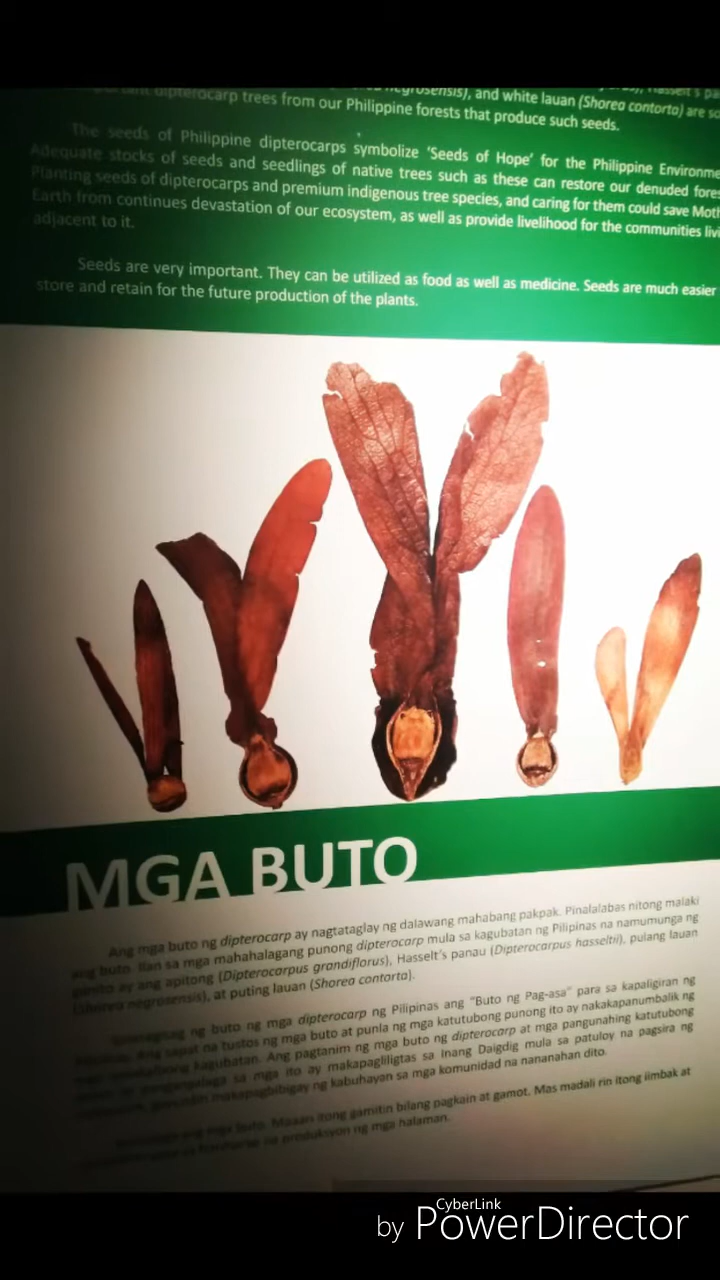 dipterocarp trees from our Philippine forests that produce such seeds. negrosensis), and white lauan (Shorea contorta) are
The seeds of Philippine dipterocarps symbolize 'Seeds of Hope' for the Philippine
Adequate stocks of seeds and seedlings of native trees such as these can restore our denuded
Planting seeds of dipterocarps and premium indigenous tree species, and caring for them could save
Earth from continues devastation of our ecosystem, as well as provide livelihood for the communities
adjacent to it.
Seeds are very important. They can be utilized as food as well as medicine. Seeds are much easier
store and retain for the future production of the plants.
MGA BUTO
Ang mga buto ng dipterocarp ay nagtataglay ng dalawang mahabang pakpak. Pinalalabas nitong malaki
ang buto. Ilan sa mga mahahalagang punong dipterocarp mula sa kagubatan ng Pilipinas na namumunga ng
ganito ay ang apitong (Dipterocarpus grandiflorus), Hasselt's panau (Dipterocarpus hasseltii), pulang lauan
(Shorea negrosensis), at puting lauan (Shorea contorta).
ng buto ng mga dipterocarp ng Pilipinas ang "Buto ng Pag-asa" para sa kapaligiran ng
ang sapat na tustos ng mga buto at punla ng mga katutubong punong ito ay nakakapanumbalik ng
kagubatan. Ang pagtanim ng mga buto ng dipterocarp at mga pangunahing katutubong
sa mga ito ay makapagliligtas sa Inang Daigdig mula sa patuloy na pagsira ng
makapagbibigay ng kabuhayan sa mga komunidad na nananahan dito.
ang mga buto. Maaari itong gamitin bilang pagkain at gamot. Mas madali rin itong iimbak at
na produksyon ng mga halaman.
CyberLink
by PowerDirector